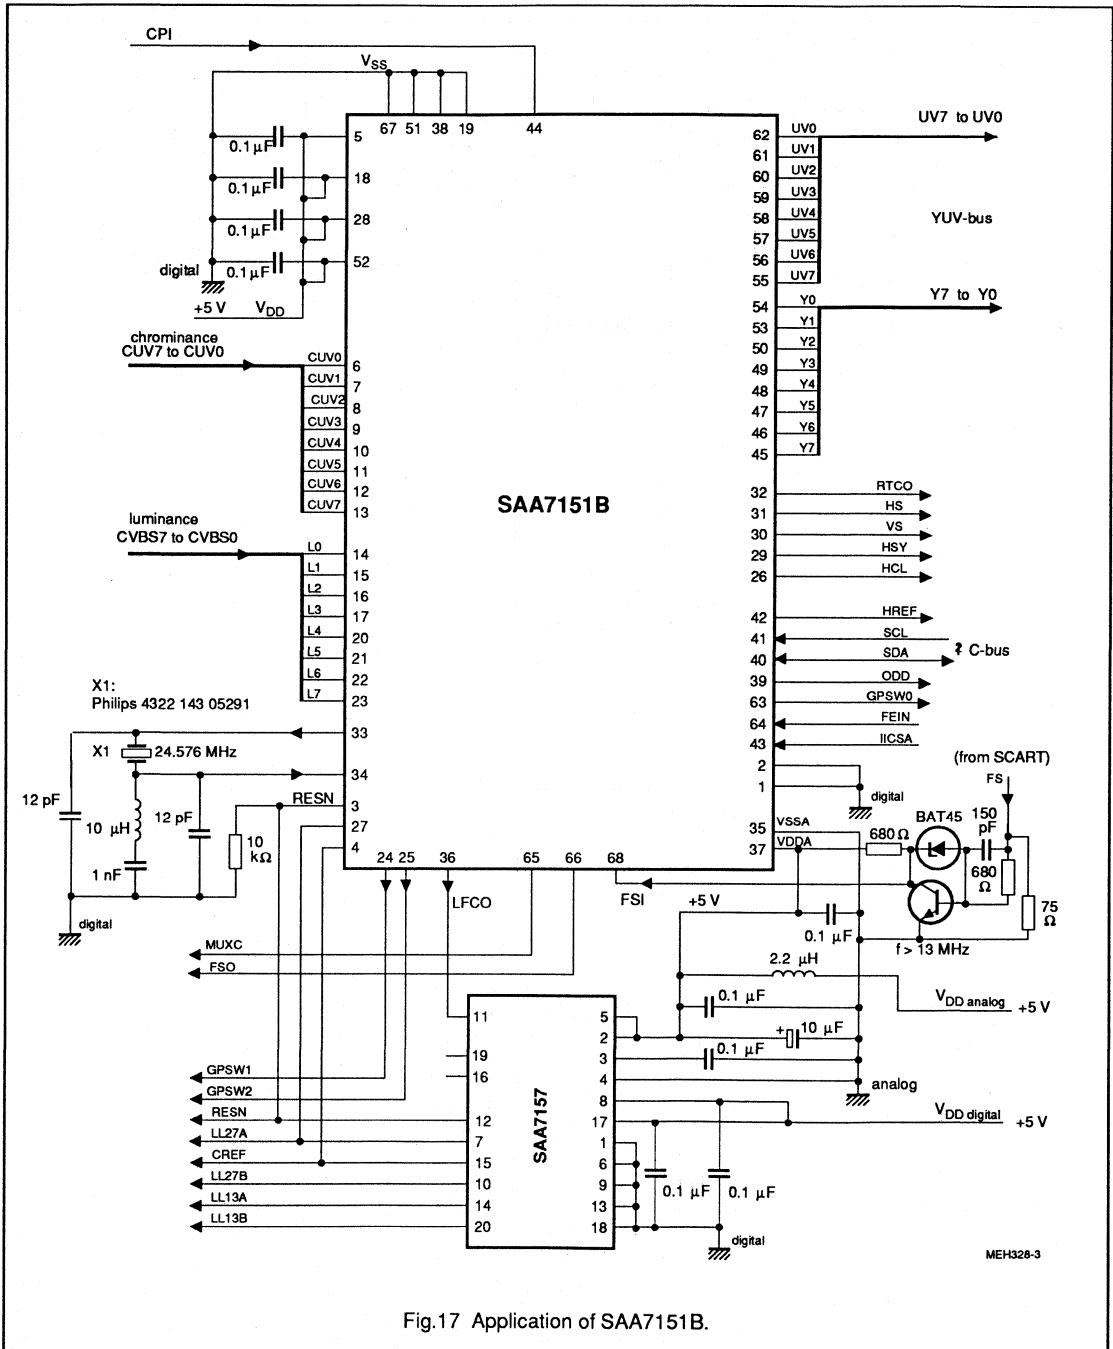 CPI
VSS
67 51 38 19 44
0.1 µF
5
0.1 µF
18
0.1 µF
28
0.1 µF
52
digital
+5 V VDD
chrominance
CUV7 to CUV0
CUV0 6
CUV1 7
CUV2 8
CUV3 9
CUV4 10
CUV5 11
CUV6 12
CUV7 13
luminance
CVBS7 to CVBS0
L0 14
L1 15
L2 16
L3 17
L4 20
L5 21
L6 22
L7 23
X1:
Philips 4322 143 05291
33
X1 24.576 MHz
34
RESN 3
27
4
12 pF
10 µH
12 pF
10
kΩ
1 nF
digital
SAA7151B
62 UV0
61 UV1
60 UV2
59 UV3
58 UV4
57 UV5
56 UV6
55 UV7
UV7 to UV0
YUV-bus
54 Y0
53 Y1
50 Y2
49 Y3
48 Y4
47 Y5
46 Y6
45 Y7
Y7 to Y0
32 RTCO
31 HS
30 VS
29 HSY
26 HCL
42 HREF
41 SCL
40 SDA
C-bus
39 ODD
63 GPSW0
64 FEIN
43 IICSA
2
1
digital
35 VSSA
37 VDDA
(from SCART)
FS
BAT45
150
pF
680 Ω
680
Ω
75
Ω
f > 13 MHz
24 25 36 65 66 68
LFCO
FSI
+5 V
0.1 µF
2.2 µH
VDD analog +5 V
0.1 µF
+ 10 µF
0.1 µF
analog
MUXC
FSO
GPSW1
GPSW2
RESN
LL27A
CREF
LL27B
LL13A
LL13B
11
19
16
12
7
15
10
14
20
SAA7157
5
2
3
4
8
17
1
6
9
13
18
VDD digital +5 V
0.1 µF 0.1 µF
digital
MEH328-3
Fig.17 Application of SAA7151B.